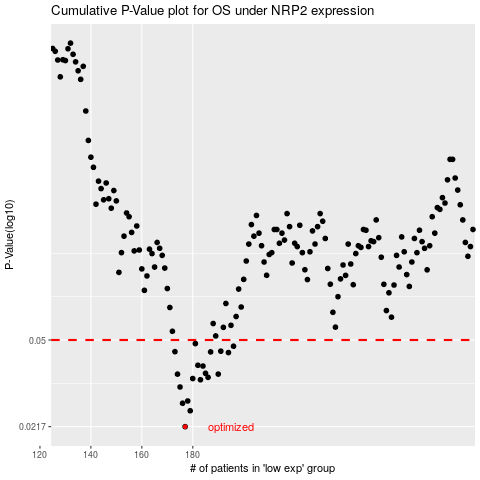 Cumulative P-Value plot for OS under NRP2 expression
P-Value(log10)
0.05
0.0217
optimized
120 140 160 180
# of patients in 'low exp' group